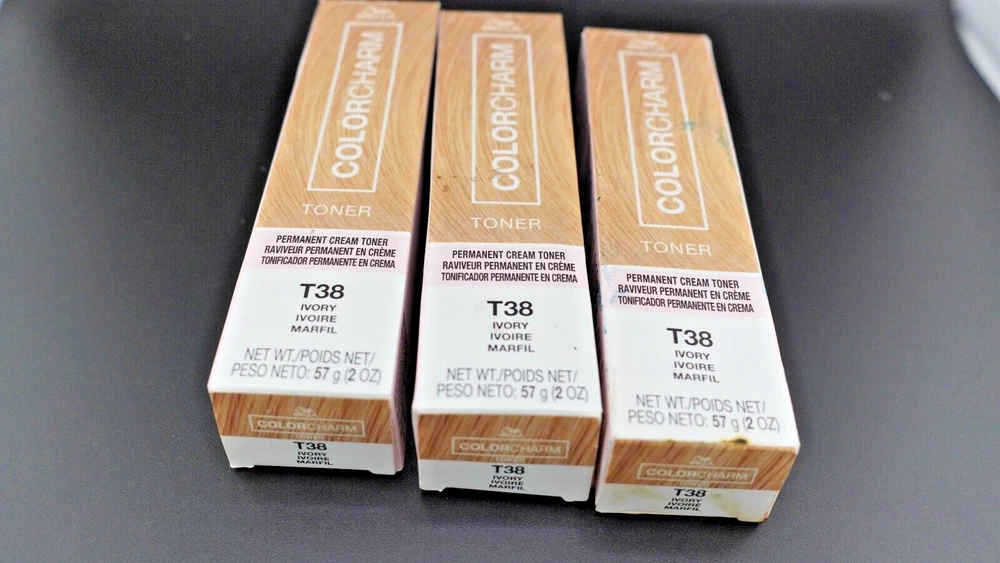 COLORCHARM
TONER
PERMANENT CREAM TONER
RAVIVEUR PERMANENT EN CRÈME
TONIFICADOR PERMANENTE EN CREMA
T38
IVORY
IVOIRE
MARFIL
NET WT./POIDS NET/
PESO NETO: 57 g (2 OZ)
COLORCHARM
T38
IVORY
IVOIRE
MARFIL
COLORCHARM
TONER
PERMANENT CREAM TONER
RAVIVEUR PERMANENT EN CRÈME
TONIFICADOR PERMANENTE EN CREMA
T38
IVORY
IVOIRE
MARFIL
NET WT./POIDS NET/
PESO NETO: 57 g (2 OZ)
COLORCHARM
TONER
T38
IVORY
IVOIRE
MARFIL
COLORCHARM
TONER
PERMANENT CREAM TONER
RAVIVEUR PERMANENT EN CRÈME
TONIFICADOR PERMANENTE EN CREMA
T38
IVORY
IVOIRE
MARFIL
NET WT./POIDS NET/
PESO NETO: 57 g (2 OZ)
COLORCHARM
T38
IVORY
IVOIRE
MARFIL